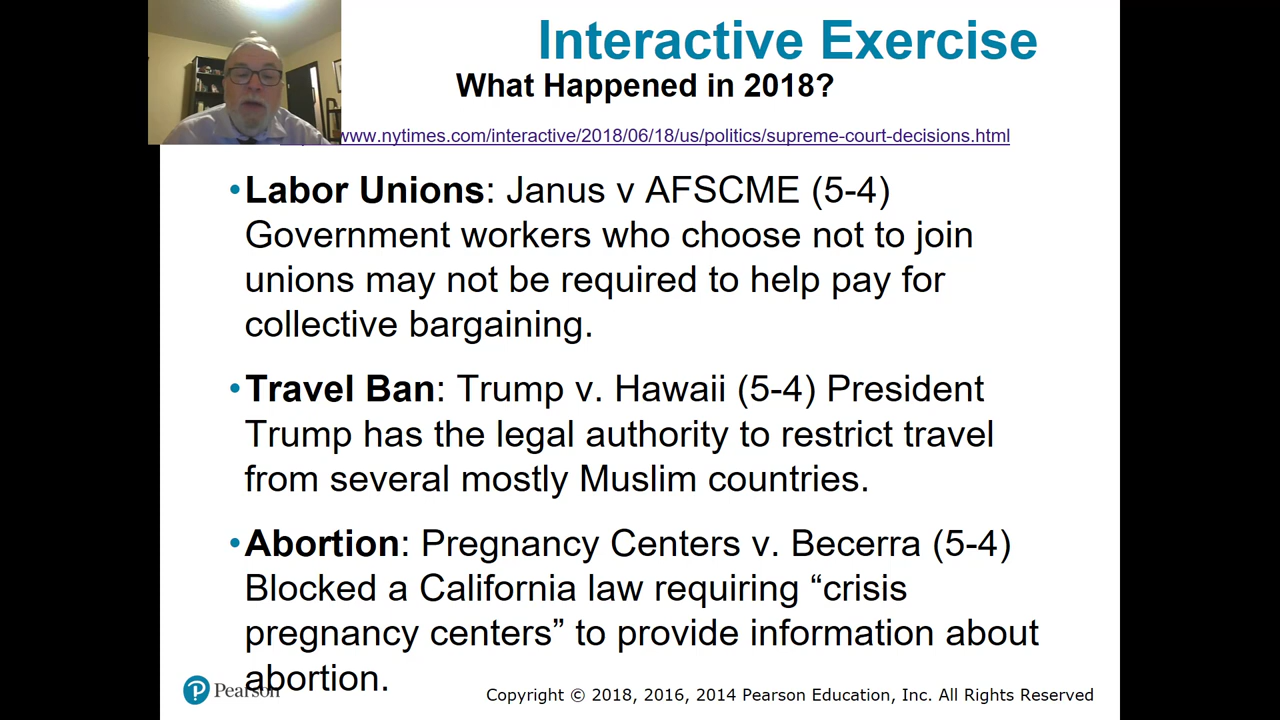 Interactive Exercise
What Happened in 2018?
www.nytimes.com/interactive/2018/06/18/us/politics/supreme-court-decisions.html
•Labor Unions: Janus v AFSCME (5-4)
Government workers who choose not to join
unions may not be required to help pay for
collective bargaining.
•Travel Ban: Trump v. Hawaii (5-4) President
Trump has the legal authority to restrict travel
from several mostly Muslim countries.
•Abortion: Pregnancy Centers v. Becerra (5-4)
Blocked a California law requiring “crisis
pregnancy centers” to provide information about
abortion.
Pearson
Copyright © 2018, 2016, 2014 Pearson Education, Inc. All Rights Reserved